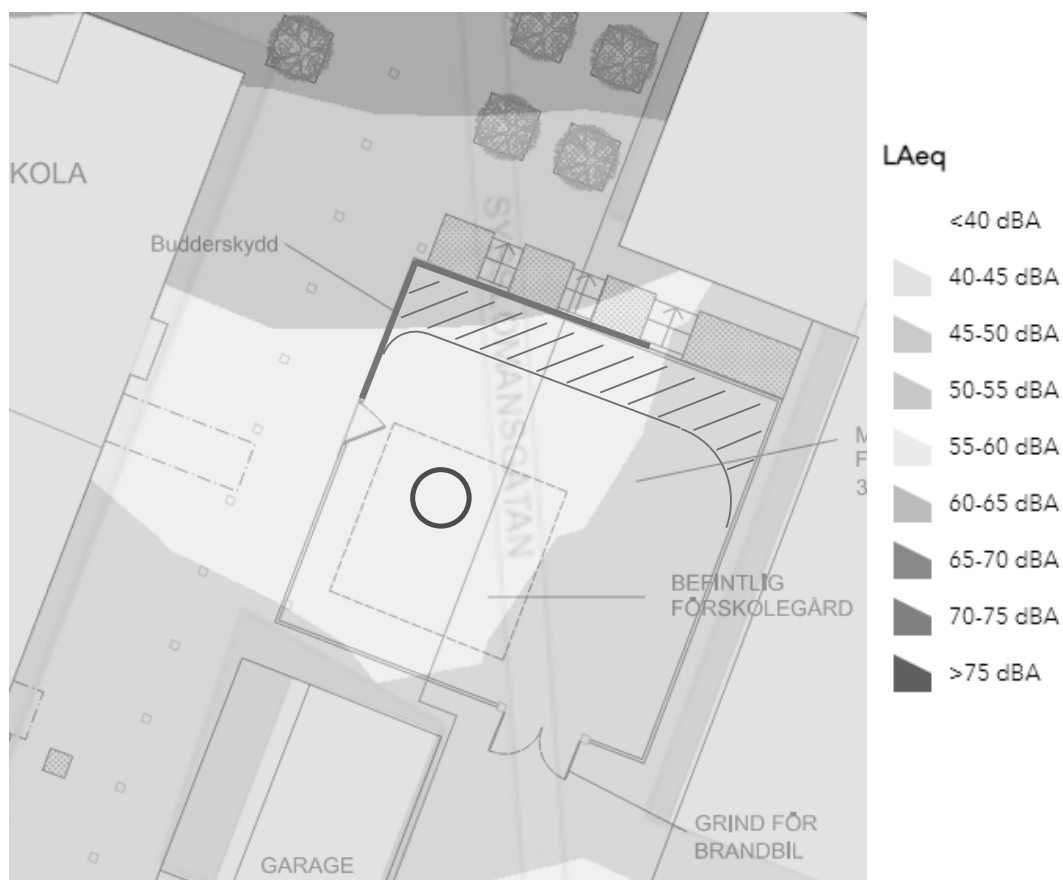 LAeq
KOLA
<40 dBA
Budderskydd
40-45 dBA
45-50 dBA
50-55 dBA
M
F
3
55-60 dBA
60-65 dBA
BEFINTLIG
FÖRSKOLEGÅRD
65-70 dBA
70-75 dBA
>75 dBA
GRIND FÖR
BRANDBIL
GARAGE